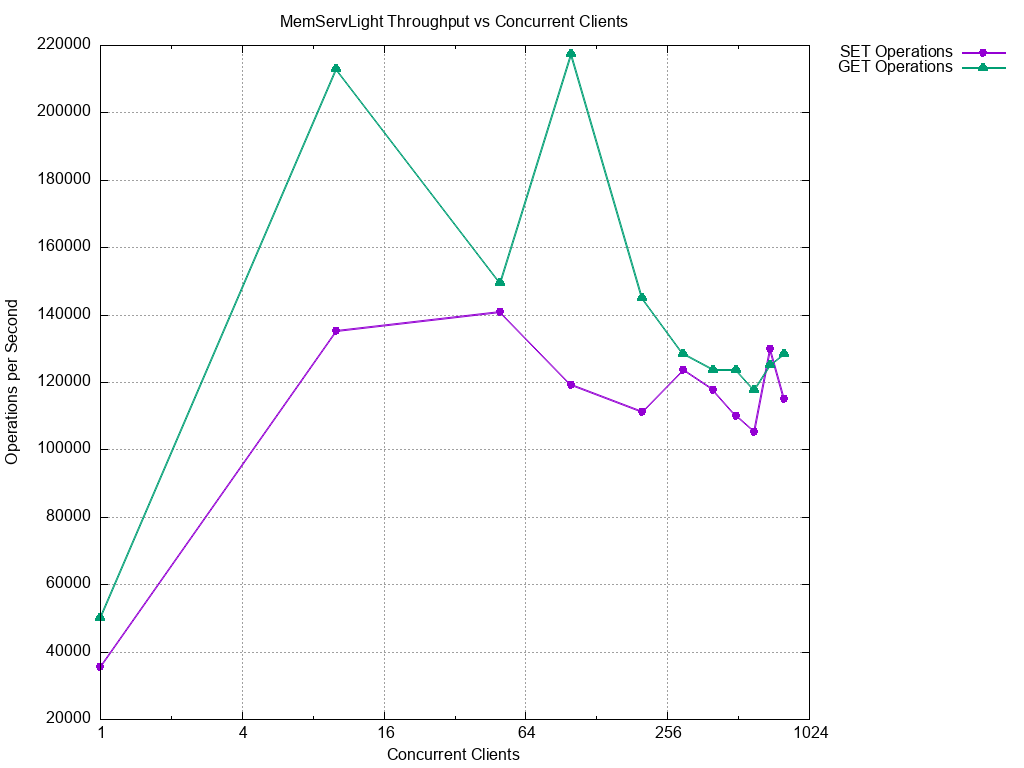 MemServLight Throughput vs Concurrent Clients
SET Operations
GET Operations
220000
200000
180000
160000
140000
120000
100000
80000
60000
40000
20000
Operations per Second
1 4 16 64 256 1024
Concurrent Clients